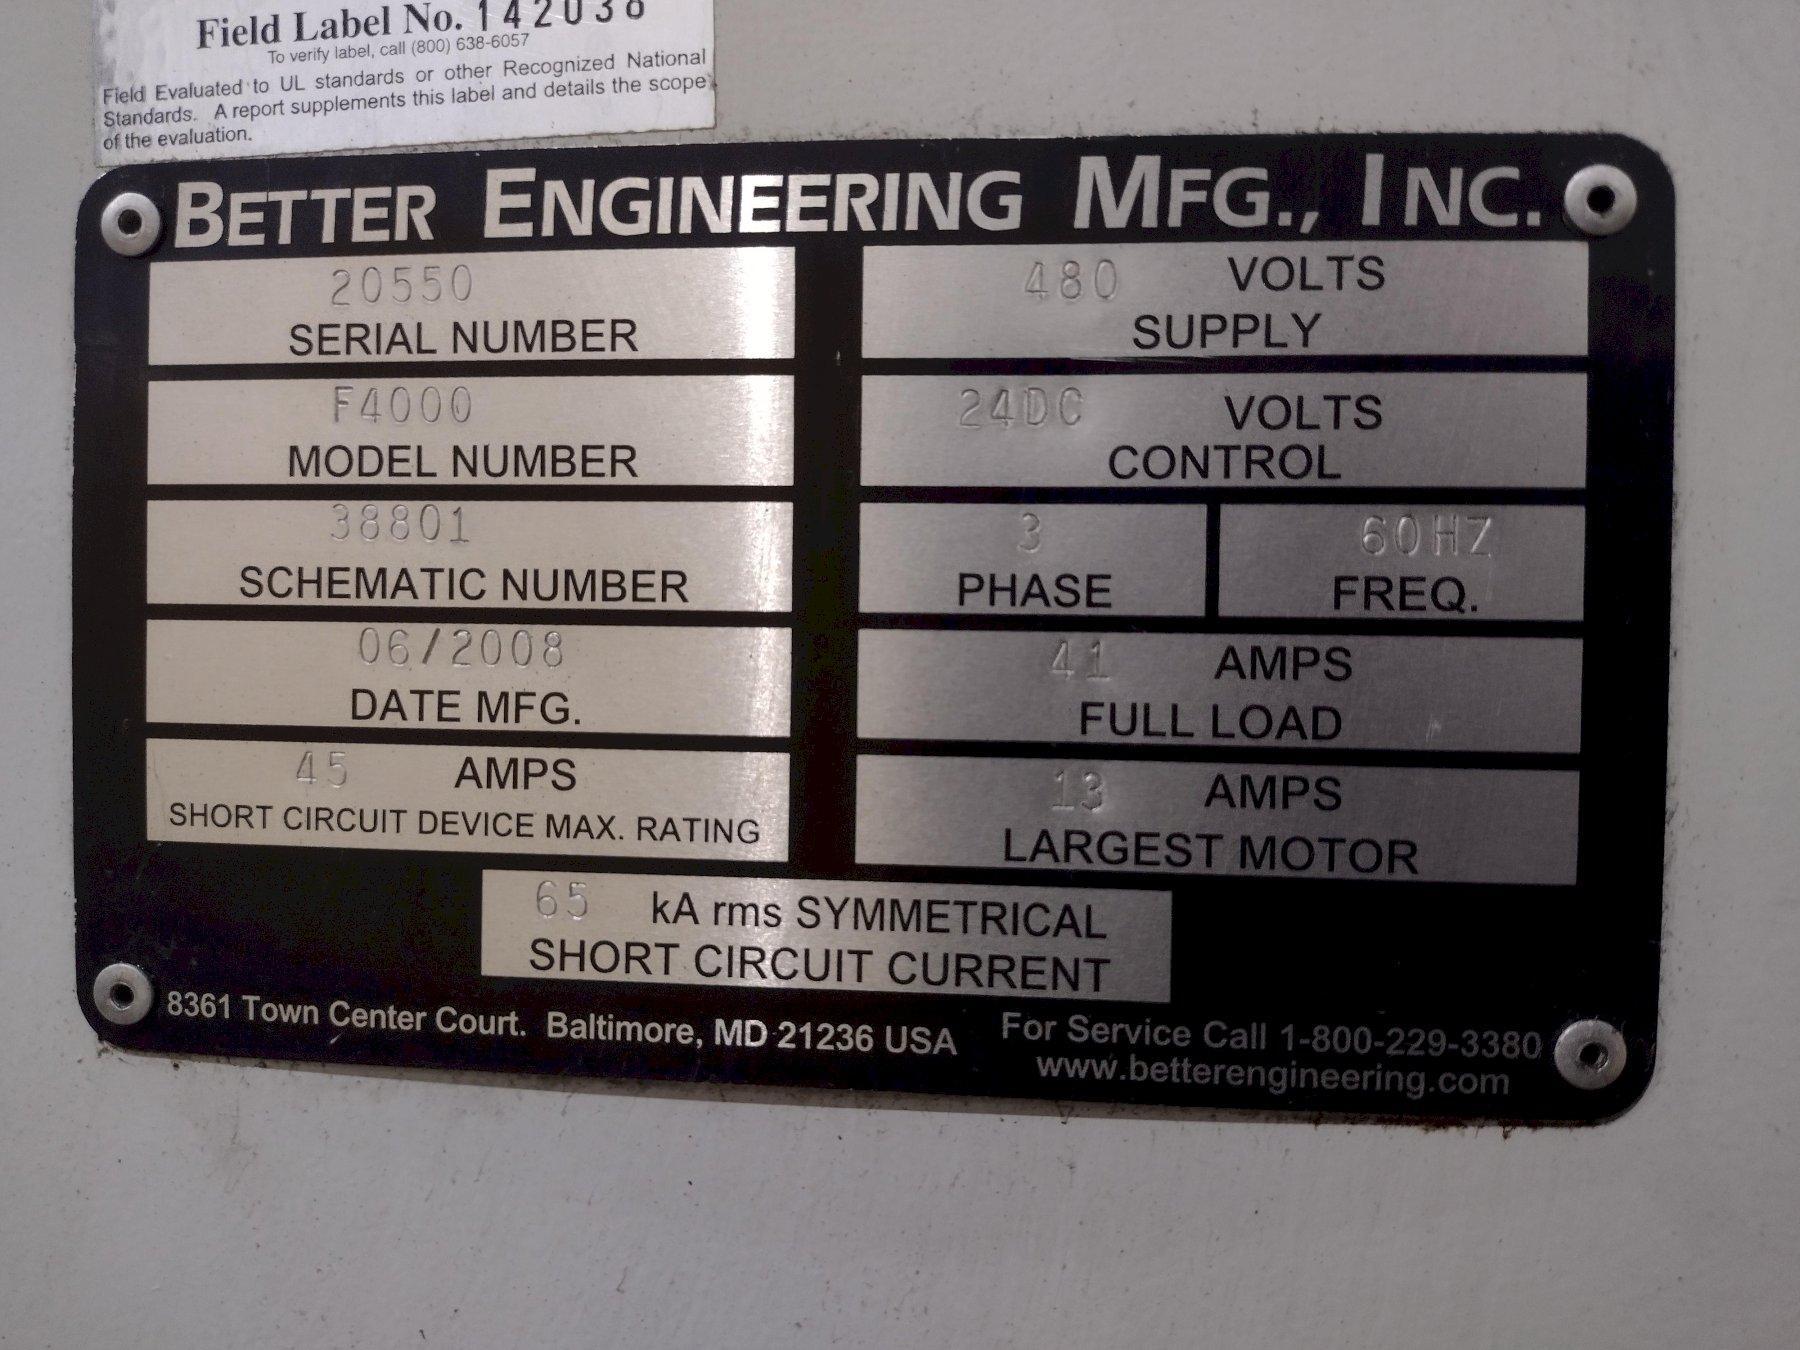 Field Label No. 142038
To verify label, call (800) 638-6057
Field Evaluated to UL standards or other Recognized National
Standards. A report supplements this label and details the scope
of the evaluation.
BETTER ENGINEERING MFG., INC.
20550
SERIAL NUMBER
F4000
MODEL NUMBER
38801
SCHEMATIC NUMBER
06/2008
DATE MFG.
45 AMPS
SHORT CIRCUIT DEVICE MAX. RATING
480 VOLTS
SUPPLY
24DC VOLTS
CONTROL
3
PHASE
60HZ
FREQ.
41 AMPS
FULL LOAD
13 AMPS
LARGEST MOTOR
65 kA rms SYMMETRICAL
SHORT CIRCUIT CURRENT
8361 Town Center Court. Baltimore, MD 21236 USA
For Service Call 1-800-229-3380
www.betterengineering.com